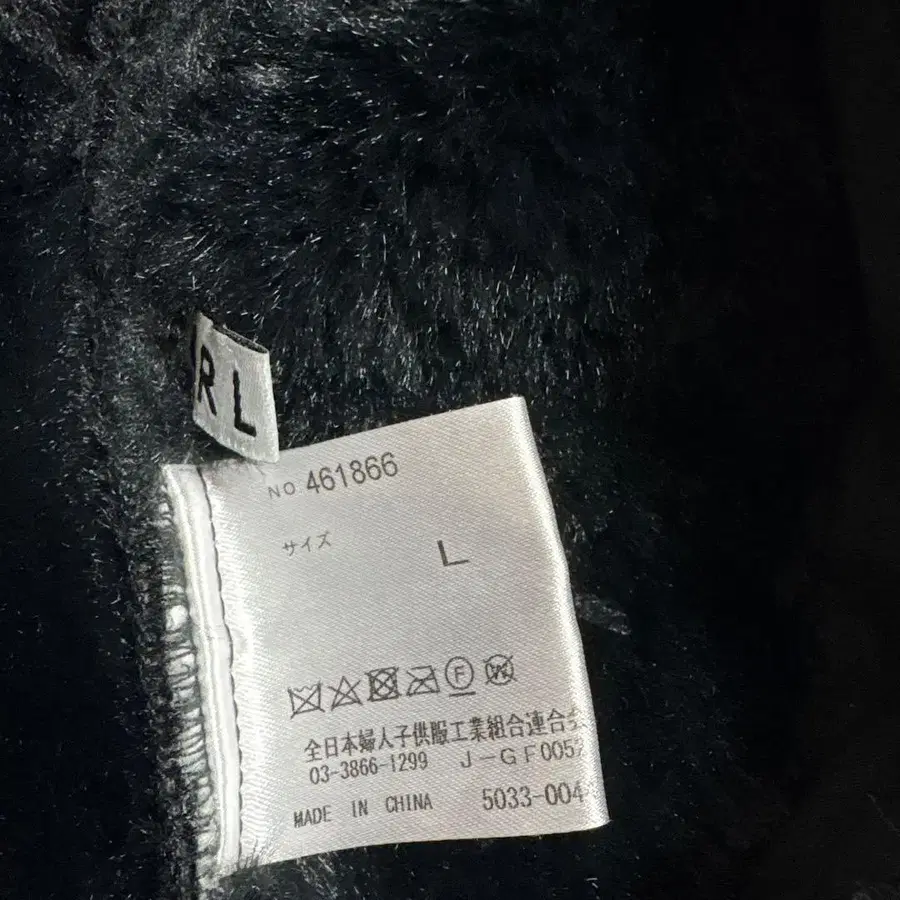 RL
NO. 461866
サイズ L
F W
全日本婦人子供服工業組合連合
03-3866-1299 J-GF005
MADE IN CHINA 5033-004